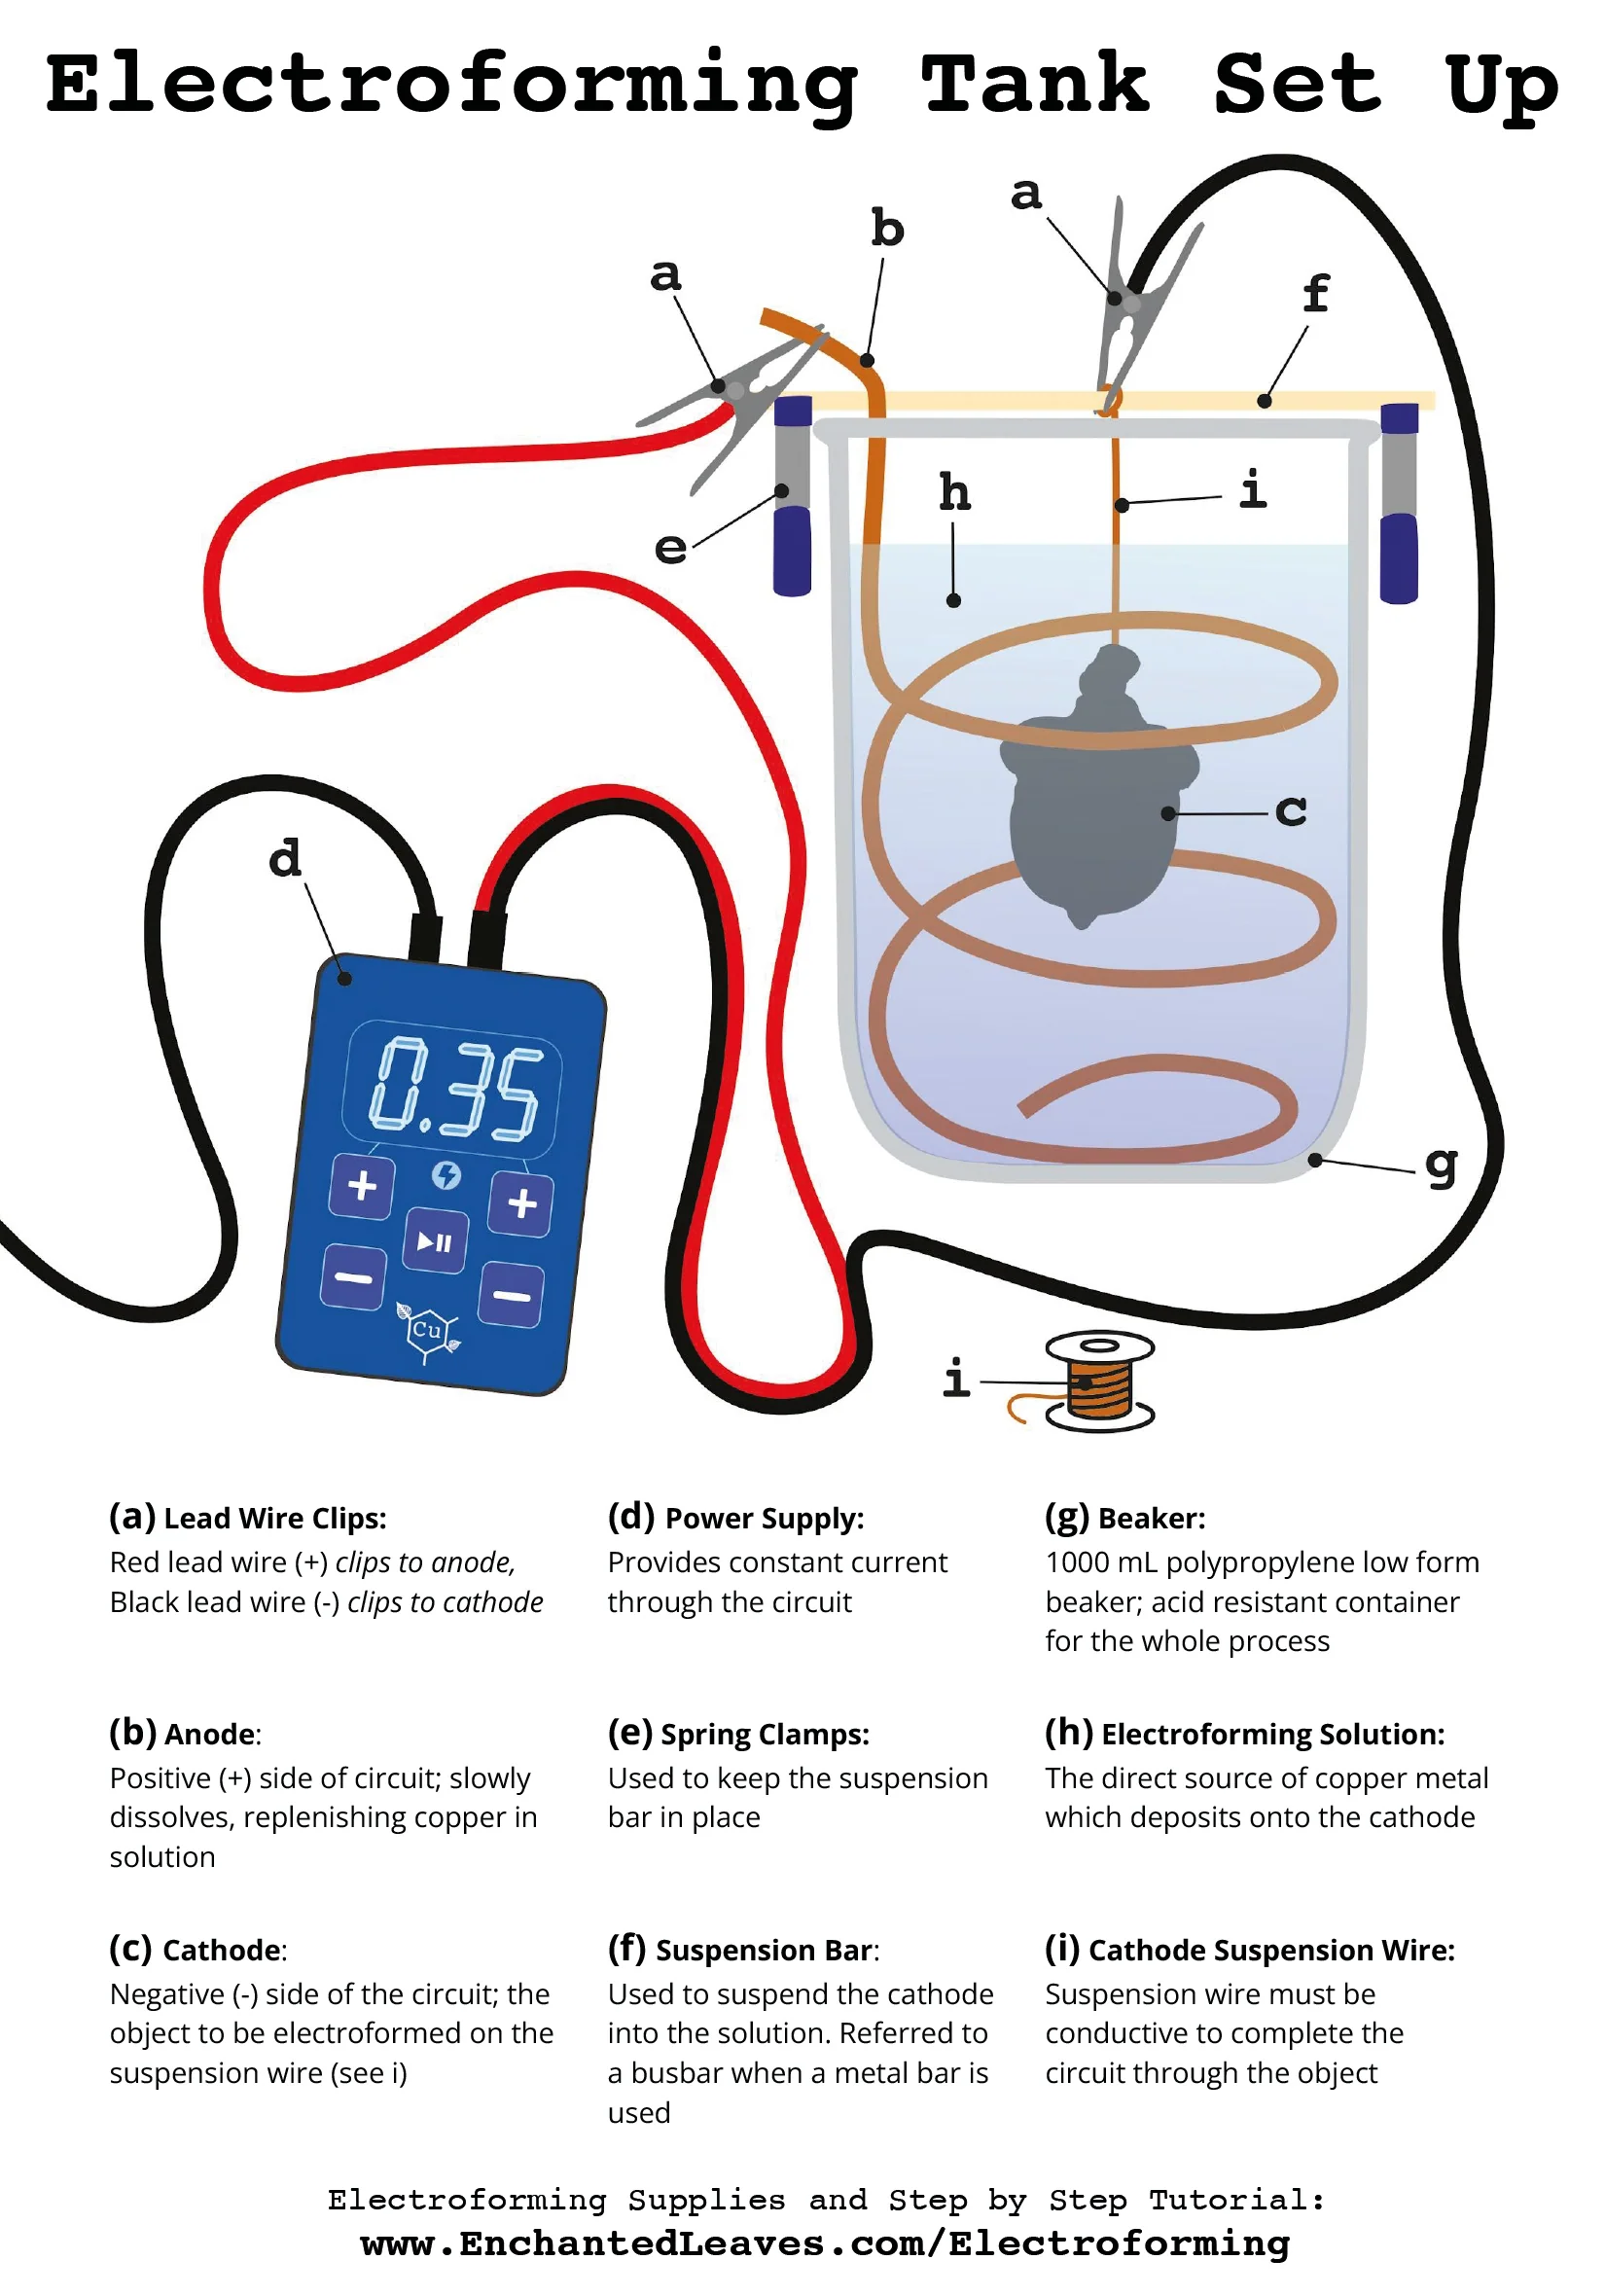 Electroforming Tank Set Up
a
b
a
f
h
i
e
c
d
0.35
Cu
g
i
(a) Lead Wire Clips:
Red lead wire (+) clips to anode,
Black lead wire (-) clips to cathode
(b) Anode:
Positive (+) side of circuit; slowly
dissolves, replenishing copper in
solution
(c) Cathode:
Negative (-) side of the circuit; the
object to be electroformed on the
suspension wire (see i)
(d) Power Supply:
Provides constant current
through the circuit
(e) Spring Clamps:
Used to keep the suspension
bar in place
(f) Suspension Bar:
Used to suspend the cathode
into the solution. Referred to
a busbar when a metal bar is
used
(g) Beaker:
1000 mL polypropylene low form
beaker; acid resistant container
for the whole process
(h) Electroforming Solution:
The direct source of copper metal
which deposits onto the cathode
(i) Cathode Suspension Wire:
Suspension wire must be
conductive to complete the
circuit through the object
Electroforming Supplies and Step by Step Tutorial:
www.EnchantedLeaves.com/Electroforming